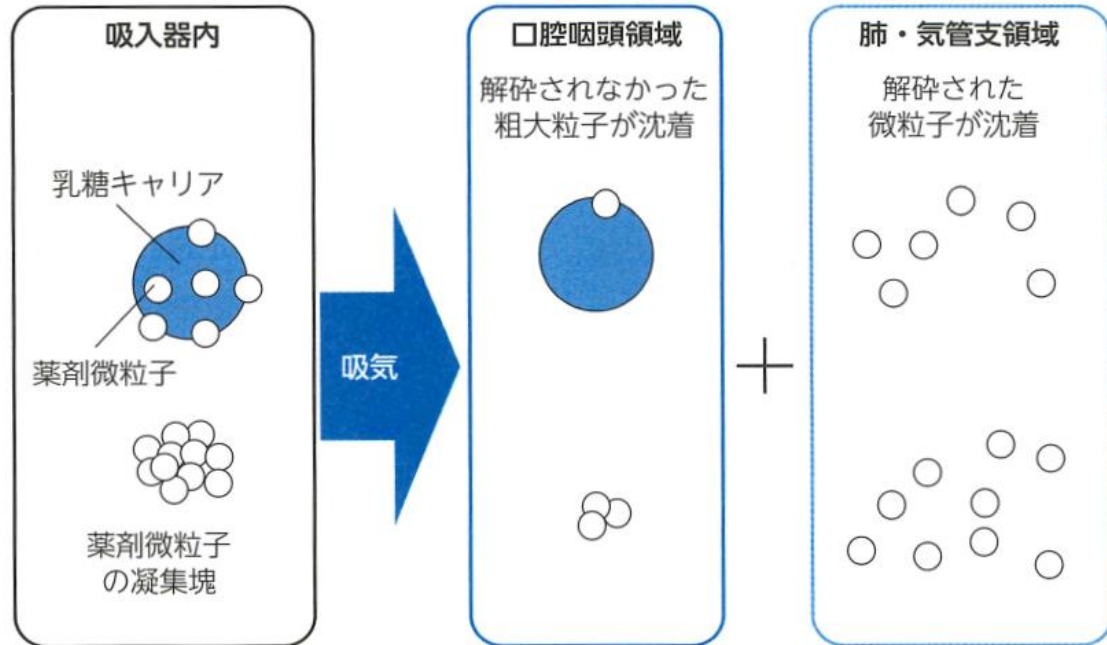 吸入器内
乳糖キャリア
薬剤微粒子
薬剤微粒子
の凝集塊
吸気
口腔咽頭領域
解砕されなかった
粗大粒子が沈着
肺・気管支領域
解砕された
微粒子が沈着